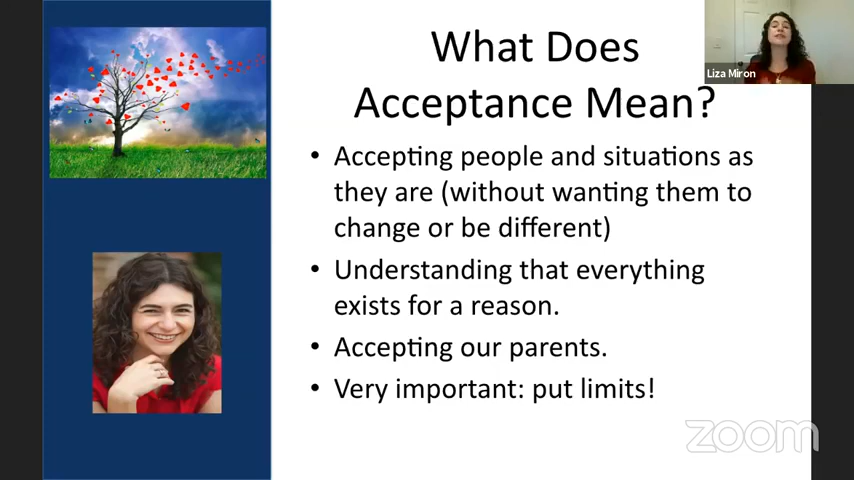 What Does
Acceptance Mean?
Liza Miron
• Accepting people and situations as
they are (without wanting them to
change or be different)
• Understanding that everything
exists for a reason.
• Accepting our parents.
• Very important: put limits!
zoom